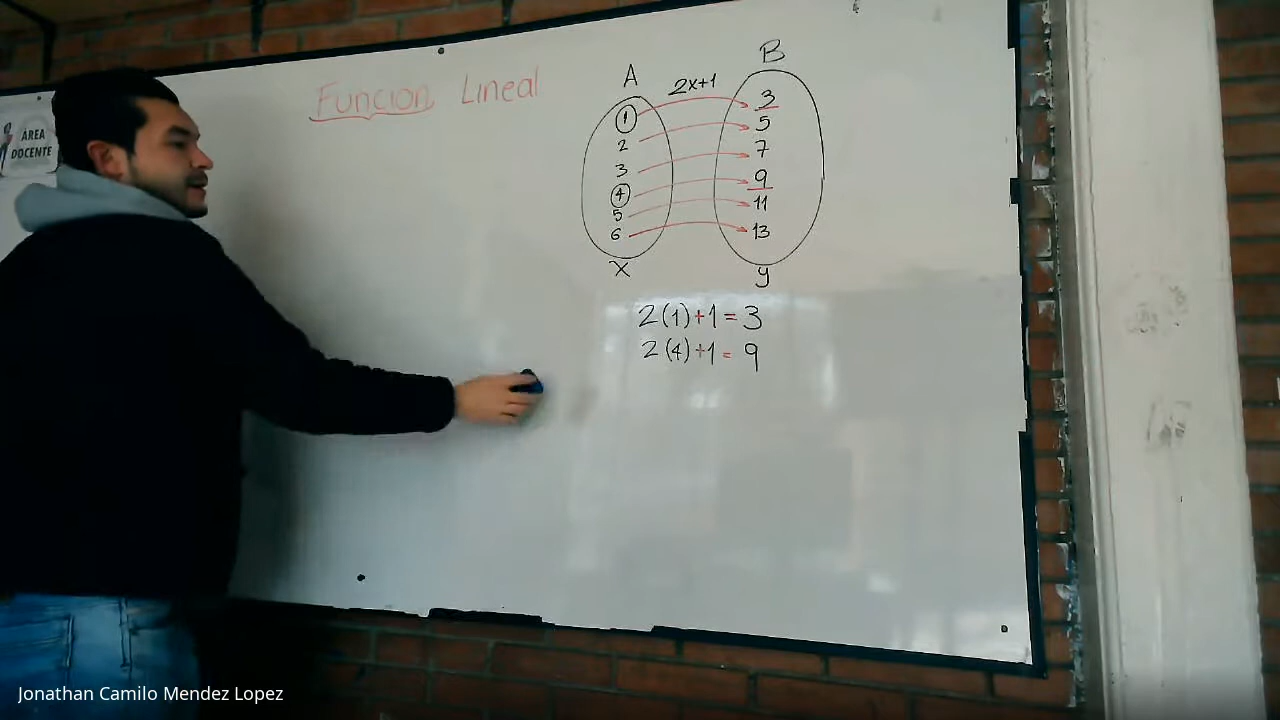 ÁREA
DOCENTE
Funcion Lineal
A
B
2x+1
1
2
3
4
5
6
3
5
7
9
11
13
x
y
2(1)+1=3
2(4)+1=9
Jonathan Camilo Mendez Lopez